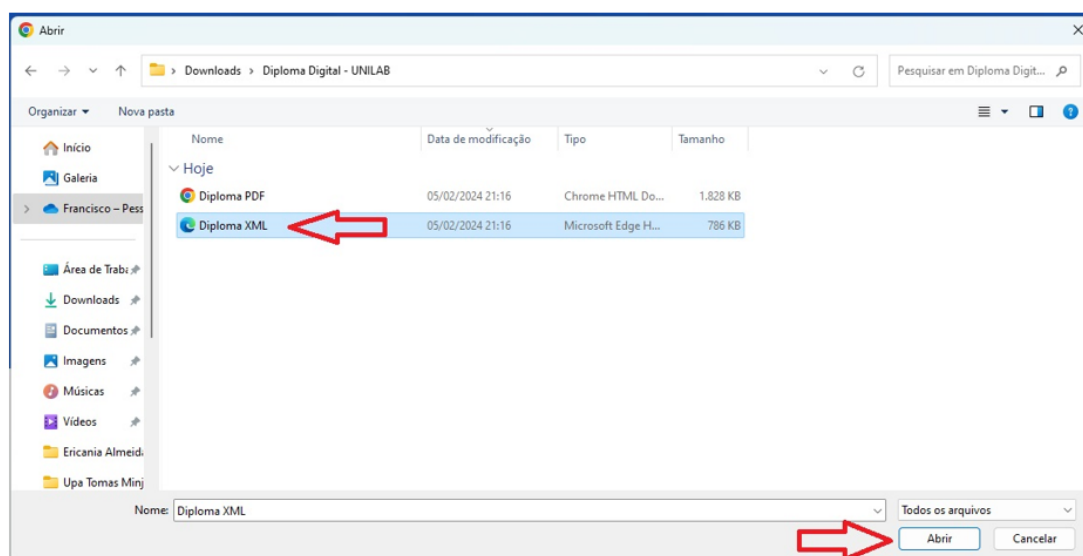 Abrir
Downloads > Diploma Digital - UNILAB
Pesquisar em Diploma Digit...
Organizar
Nova pasta
Nome
Data de modificação
Tipo
Tamanho
Início
Galeria
Francisco – Pess
Hoje
Diploma PDF 05/02/2024 21:16 Chrome HTML Do... 1.828 KB
Diploma XML 05/02/2024 21:16 Microsoft Edge H... 786 KB
Área de Traba
Downloads
Documentos
Imagens
Músicas
Vídeos
Ericania Almeid
Upa Tomas Minj
Nome: Diploma XML
Todos os arquivos
Abrir
Cancelar